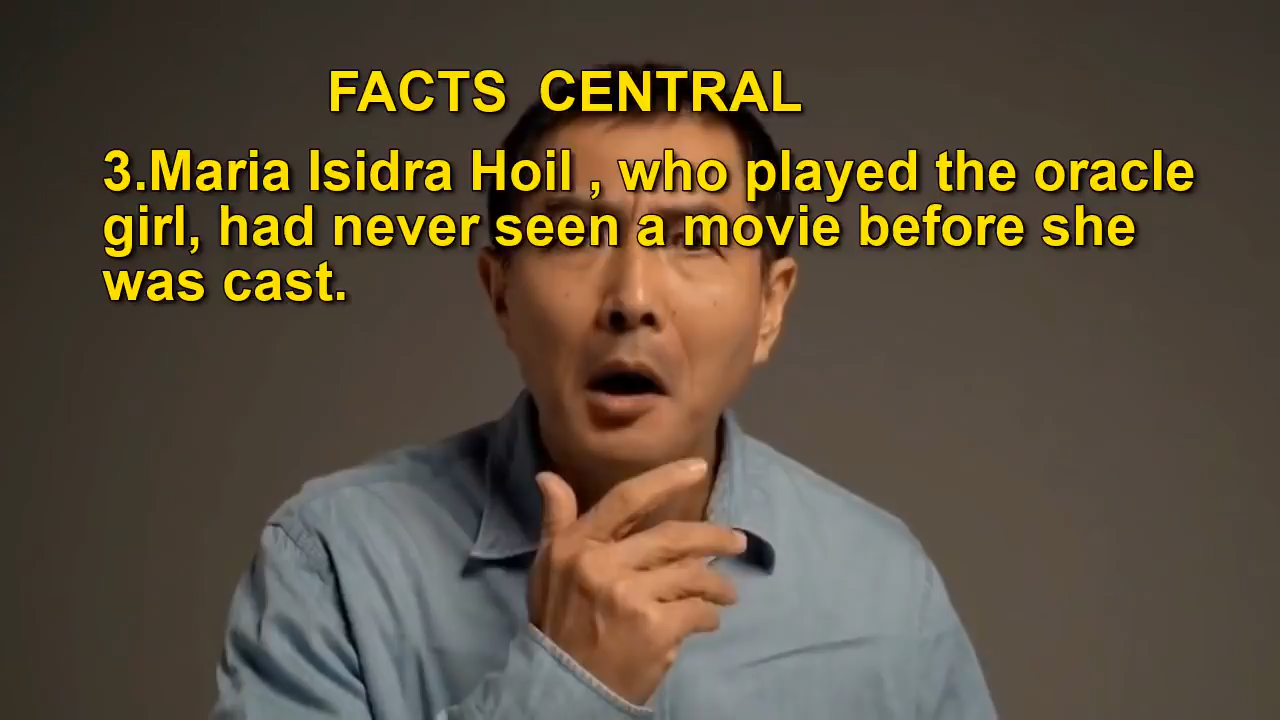 FACTS CENTRAL
3.Maria Isidra Hoil , who played the oracle
girl, had never seen a movie before she
was cast.